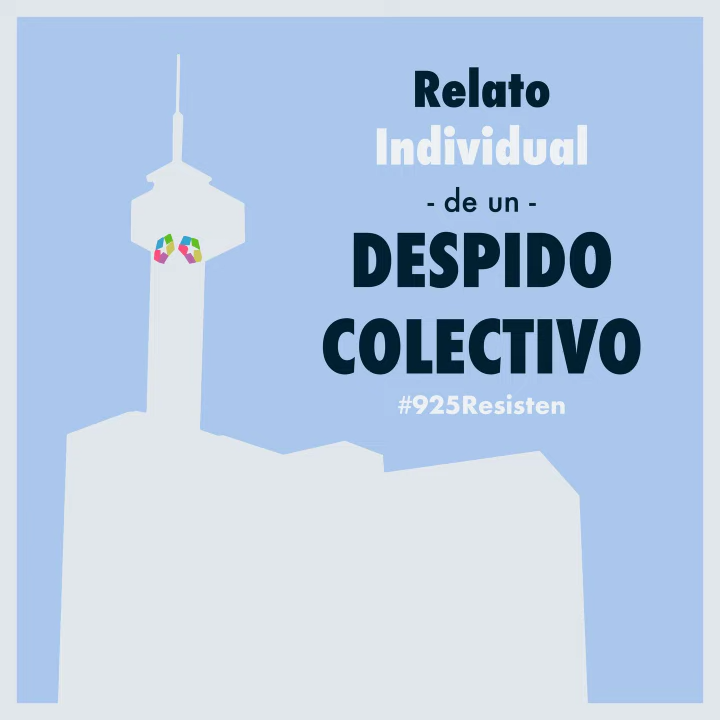 Relato
Individual
- de un -
DESPIDO
COLECTIVO
#925Resisten